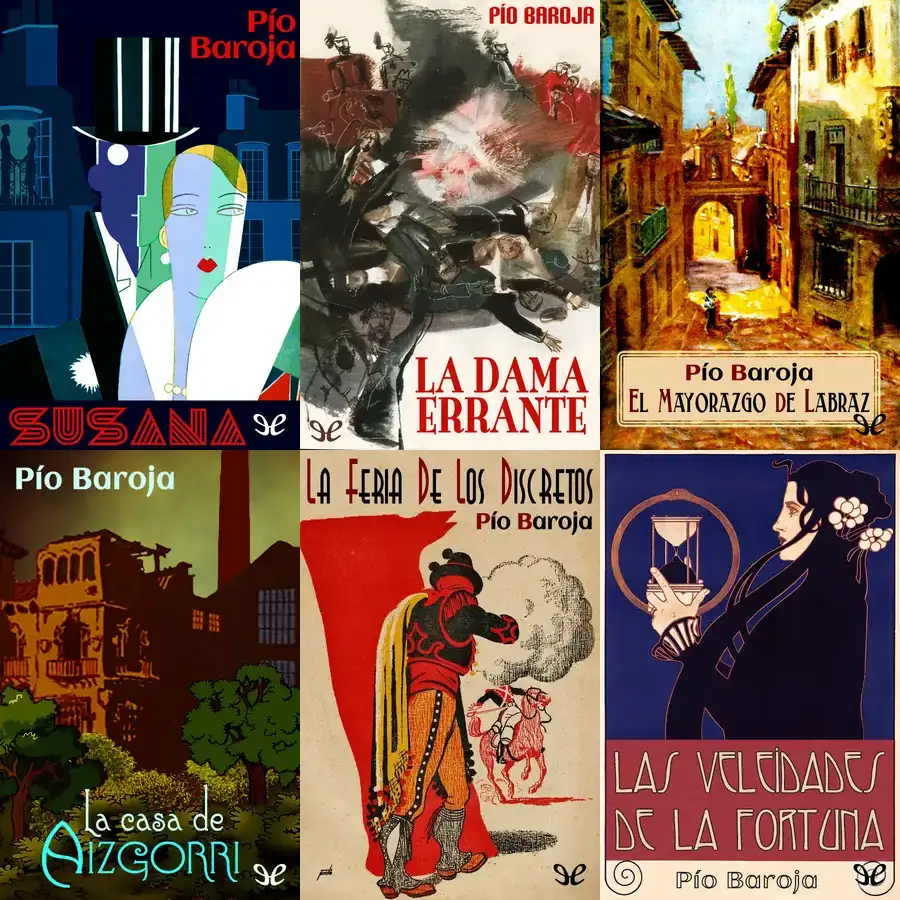 Pío
Baroja
SUSANA
PÍO BAROJA
LA DAMA
ERRANTE
Pío Baroja
El Mayorazgo de Labraz
Pío Baroja
La casa de
Aizgorri
La Feria De Los Discretos
Pío Baroja
LAS VELEIDADES
DE LA FORTUNA
Pío Baroja